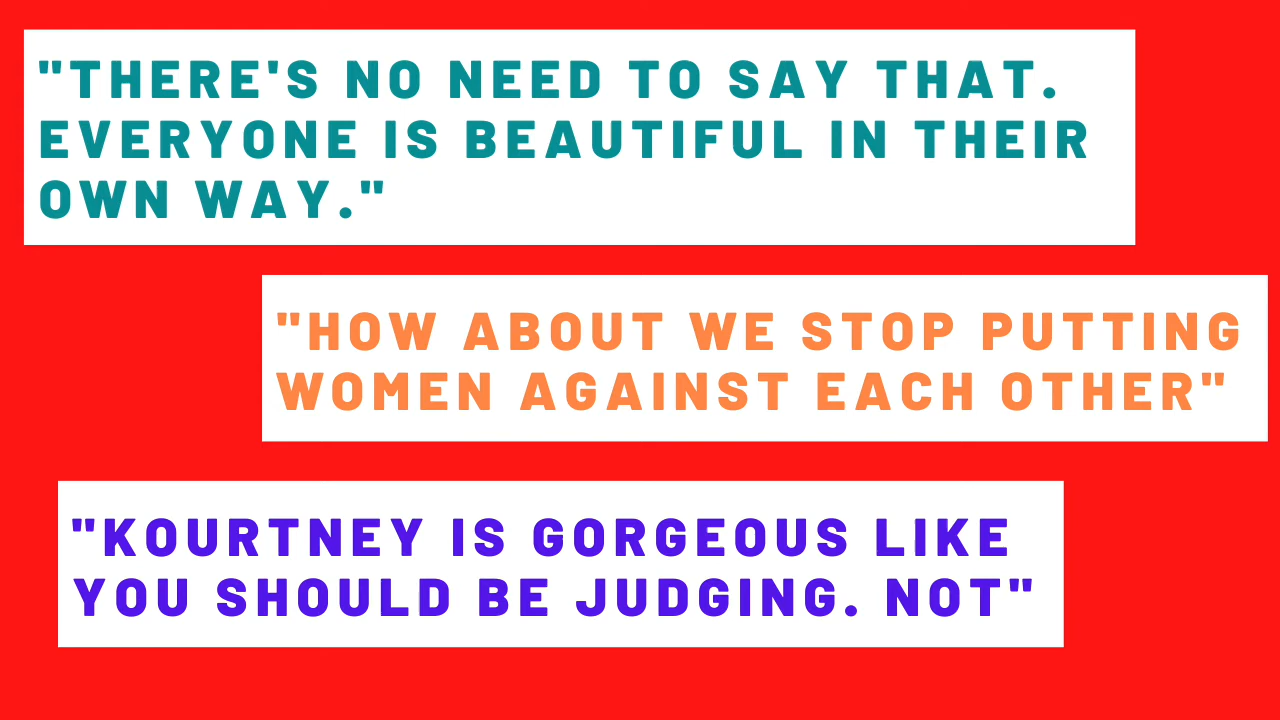 "THERE'S NO NEED TO SAY THAT.
EVERYONE IS BEAUTIFUL IN THEIR
OWN WAY."
"HOW ABOUT WE STOP PUTTING
WOMEN AGAINST EACH OTHER"
"KOURTNEY IS GORGEOUS LIKE
YOU SHOULD BE JUDGING. NOT"